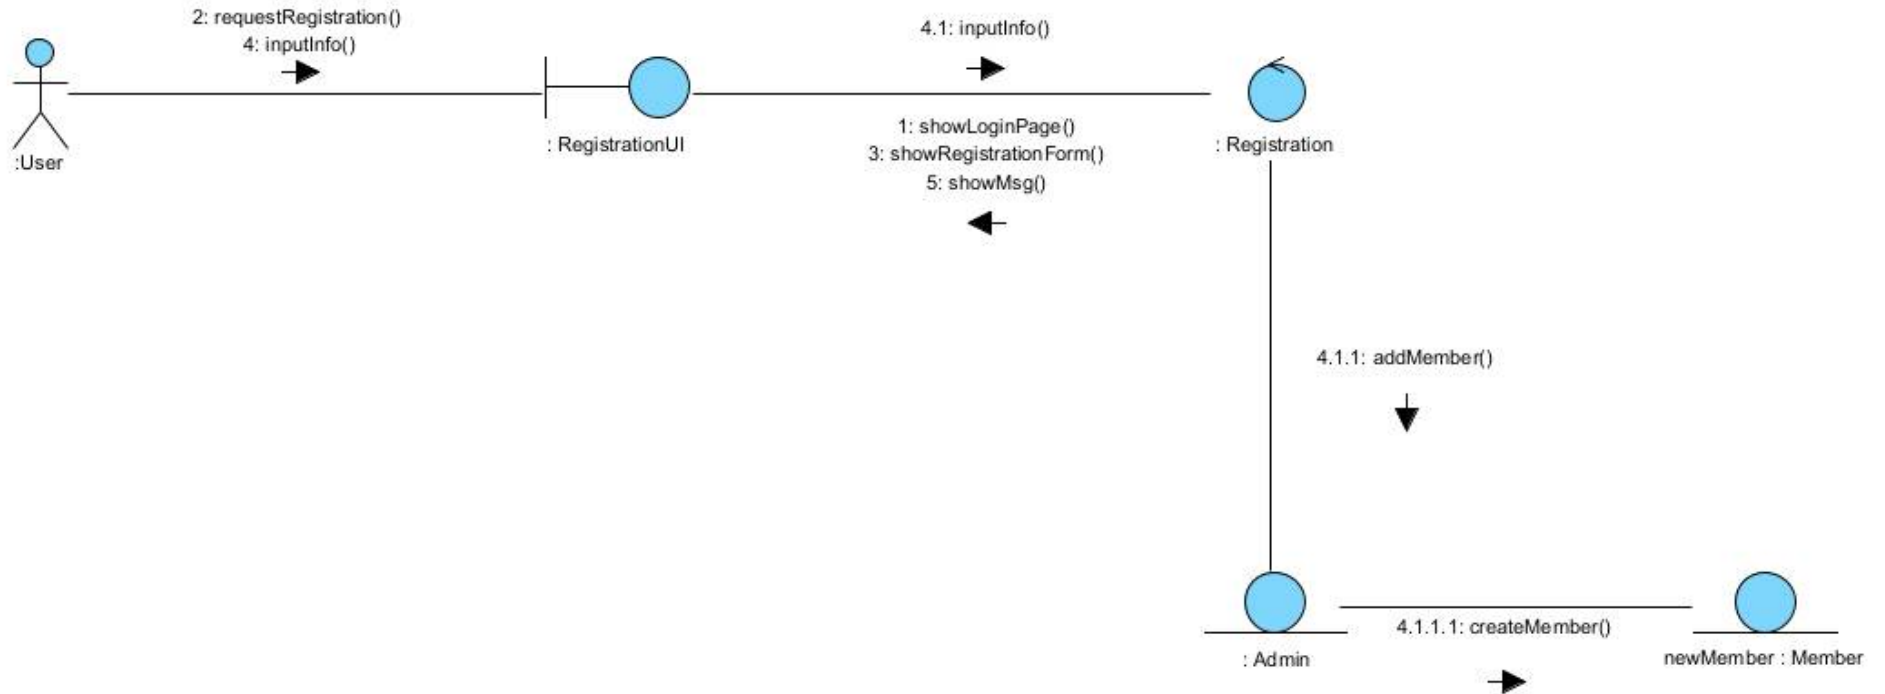 2: requestRegistration()
4: inputInfo()
4.1: inputInfo()
:User
: RegistrationUI
1: showLoginPage()
3: showRegistrationForm()
5: showMsg()
: Registration
4.1.1: addMember()
: Admin
4.1.1.1: createMember()
newMember : Member